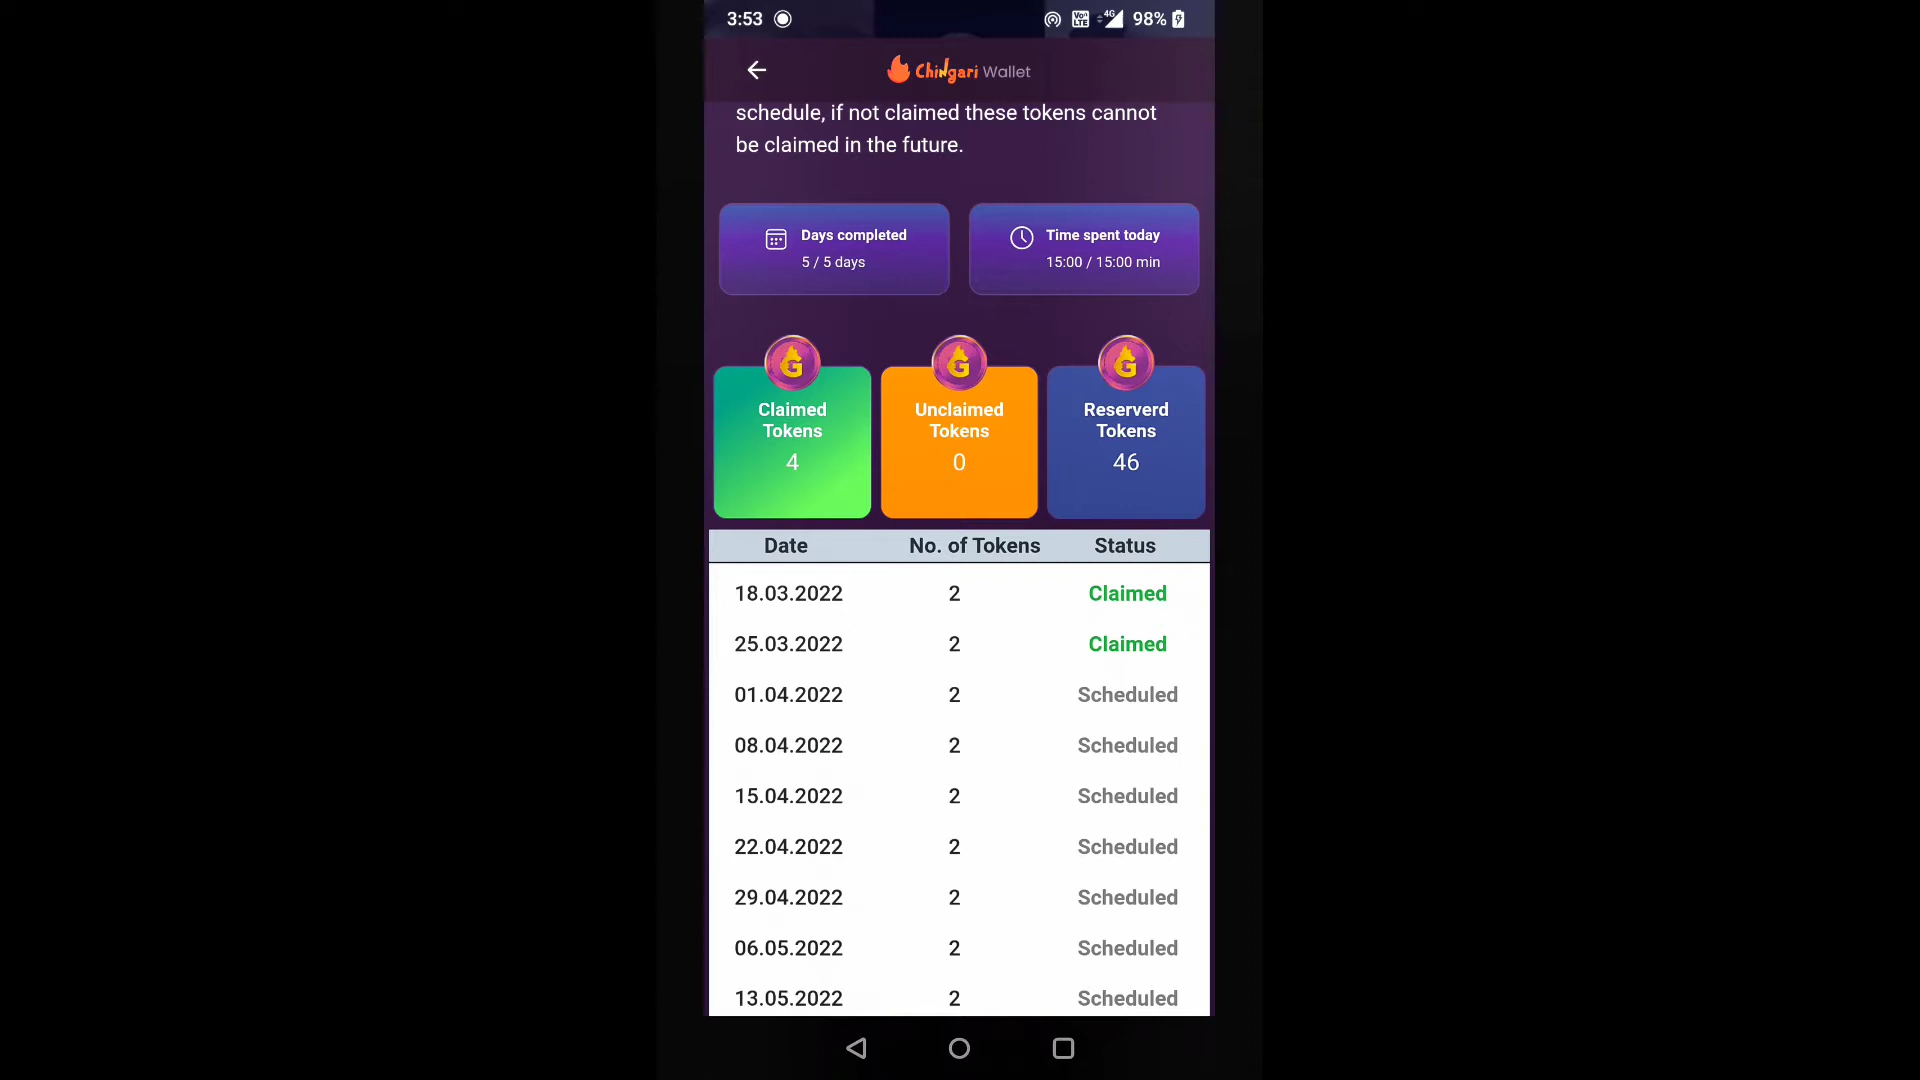 3:53 Vo) LTE 4G 98%
Chingari Wallet
schedule, if not claimed these tokens cannot
be claimed in the future.
Days completed
5 / 5 days
Time spent today
15:00 / 15:00 min
G G G
Claimed
Tokens
4
Unclaimed
Tokens
0
Reserverd
Tokens
46
Date No. of Tokens Status
18.03.2022 2 Claimed
25.03.2022 2 Claimed
01.04.2022 2 Scheduled
08.04.2022 2 Scheduled
15.04.2022 2 Scheduled
22.04.2022 2 Scheduled
29.04.2022 2 Scheduled
06.05.2022 2 Scheduled
13.05.2022 2 Scheduled